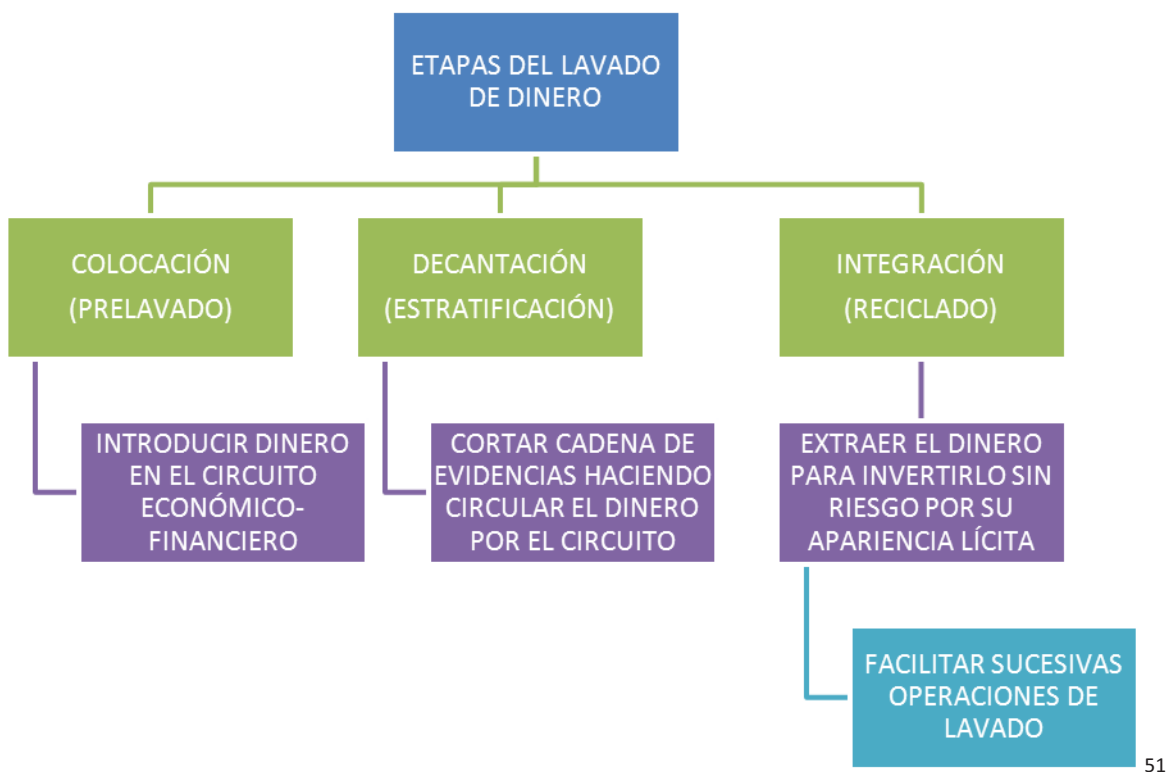 ETAPAS DEL LAVADO
DE DINERO
COLOCACIÓN
(PRELAVADO)
DECANTACIÓN
(ESTRATIFICACIÓN)
INTEGRACIÓN
(RECICLADO)
INTRODUCIR DINERO
EN EL CIRCUITO
ECONÓMICO-
FINANCIERO
CORTAR CADENA DE
EVIDENCIAS HACIENDO
CIRCULAR EL DINERO
POR EL CIRCUITO
EXTRAER EL DINERO
PARA INVERTIRLO SIN
RIESGO POR SU
APARIENCIA LÍCITA
FACILITAR SUCESIVAS
OPERACIONES DE
LAVADO
51